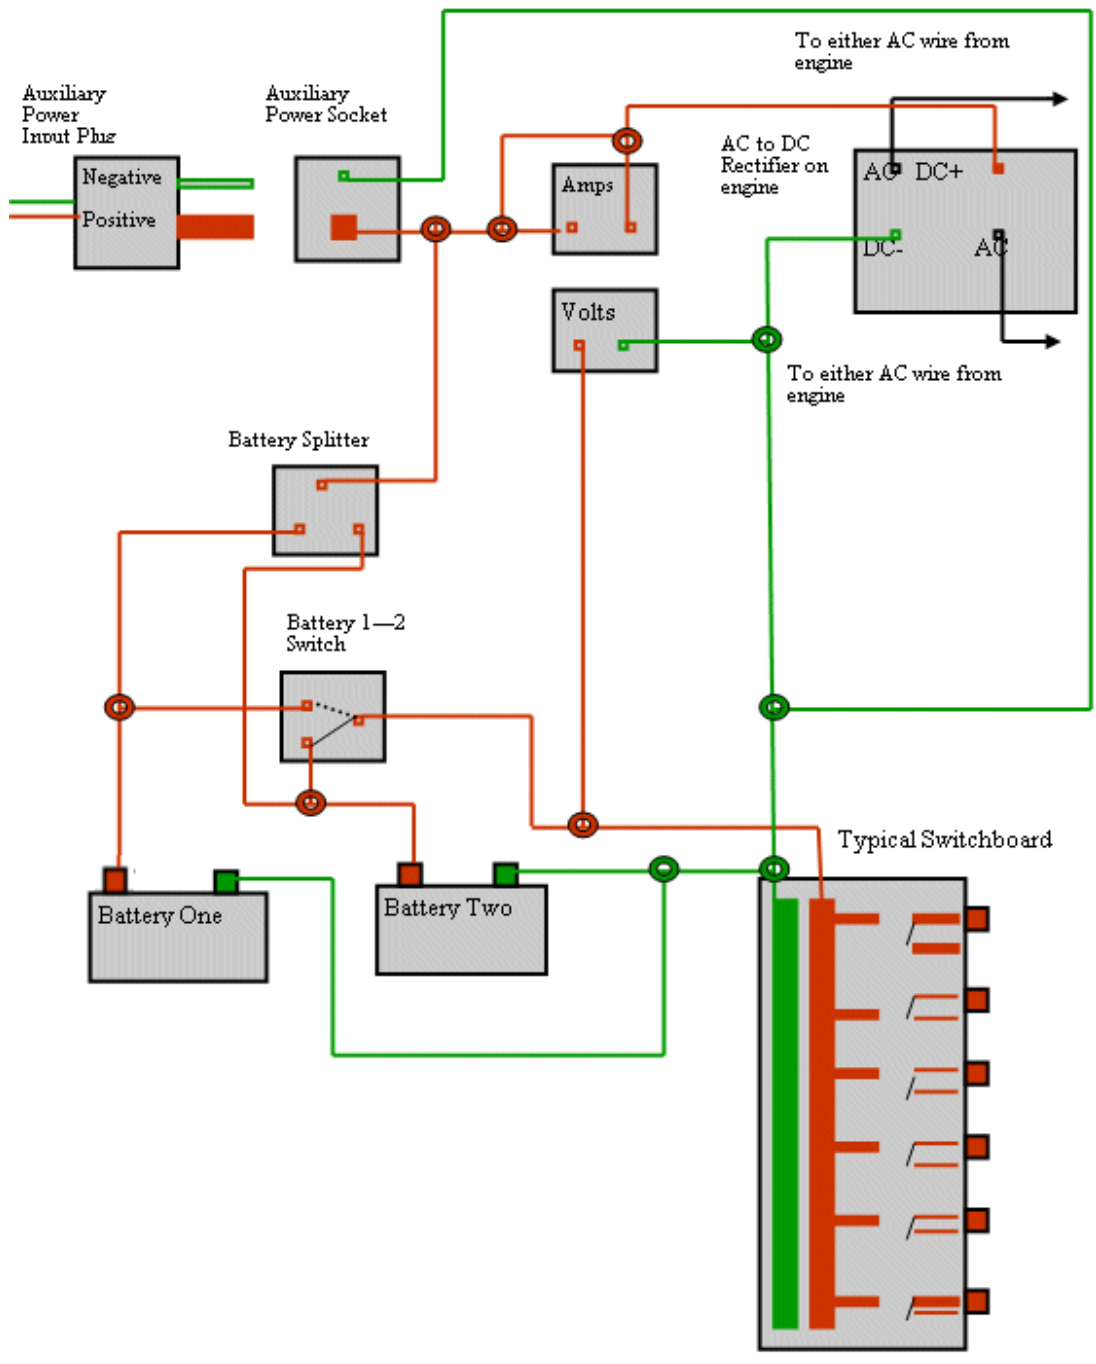 To either AC wire from
engine
Auxiliary
Power
Input Plug
Auxiliary
Power Socket
AC to DC
Rectifier on
engine
Negative
Positive
Amps
AC DC+
DC- AC
Volts
To either AC wire from
engine
Battery Splitter
Battery 1—2
Switch
Typical Switchboard
Battery One
Battery Two